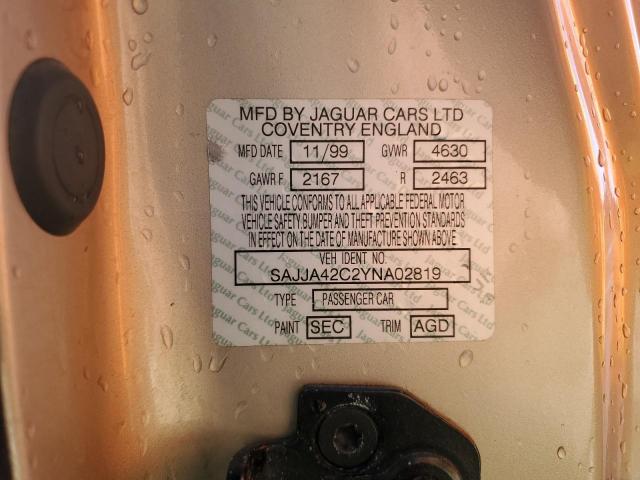 MFD BY JAGUAR CARS LTD
COVENTRY ENGLAND
MFD DATE 11/99 GVWR 4630
GAWR F 2167 R 2463
THIS VEHICLE CONFORMS TO ALL APPLICABLE FEDERAL MOTOR
VEHICLE SAFETY, BUMPER AND THEFT PREVENTION STANDARDS
IN EFFECT ON THE DATE OF MANUFACTURE SHOWN ABOVE
VEH IDENT NO.
SAJJA42C2YNA02819
TYPE PASSENGER CAR
PAINT SEC TRIM AGD